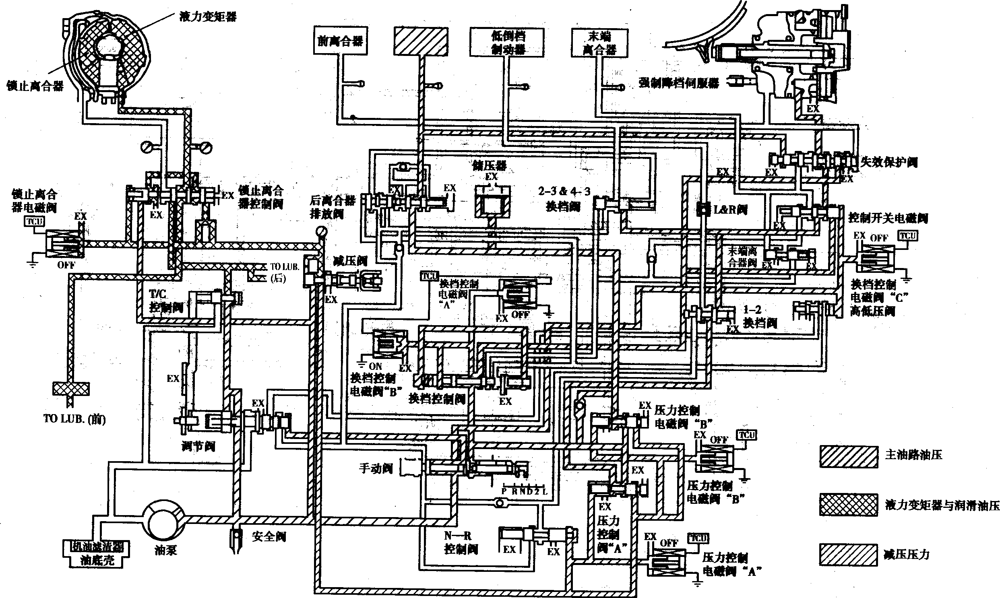 液力变矩器
锁止离合器
前离合器
低倒档
制动器
末端
离合器
强制降档伺服器
EX
失效保护阀
EX
EX
EX
储压器
EX
锁止离合
器电磁阀
TCU
EX
OFF
锁止离合
器控制阀
EX
EX
后离合器
排放阀
EX
EX
2-3 & 4-3
换档阀
L&R阀
控制开关电磁阀
EX
EX
OFF
TCU
末端离
合器阀
EX
EX
换档控制
电磁阀“C”
高低压阀
TO LUB.
(后)
减压阀
EX
TCU
换档控制
电磁阀
“A”
EX
OFF
T/C
控制阀
1-2
换档阀
EX
ON
EX
换档控制
电磁阀“B”
换档控制阀
EX
EX
TO LUB. (前)
EX
调节阀
EX
压力控制
电磁阀“B”
EX
OFF
TCU
压力控制
电磁阀“B”
手动阀
P R N D 2 L
EX
EX
压力
控制
阀“A”
N—R
控制阀
EX
EX
EX
OFF
TCU
压力控制
电磁阀“A”
安全阀
油泵
机油滤清器
油底壳
主油路油压
液力变矩器与润滑油压
减压压力